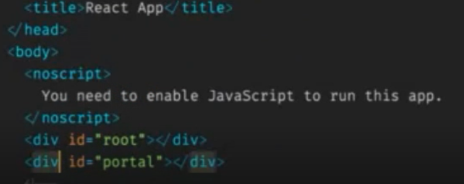 <title>React App</title>
</head>
<body>
<noscript>
You need to enable JavaScript to run this app.
</noscript>
<div id="root"></div>
<div id="portal"></div>